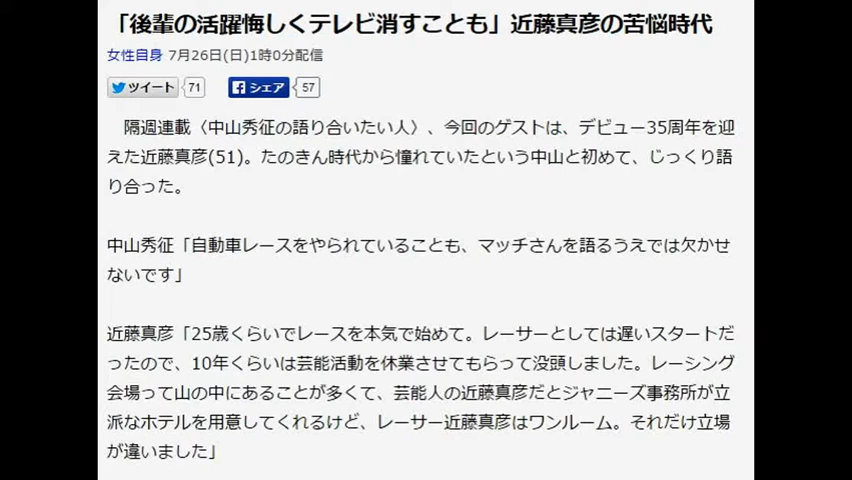 「後輩の活躍悔しくテレビ消すことも」近藤真彦の苦悩時代
女性自身 7月26日(日)1時0分配信
ツイート 71 シェア 57
隔週連載〈中山秀征の語り合いたい人〉、今回のゲストは、デビュー35周年を迎
えた近藤真彦(51)。たのきん時代から憧れていたという中山と初めて、じっくり語
り合った。
中山秀征「自動車レースをやられていることも、マッチさんを語るうえでは欠かせ
ないです」
近藤真彦「25歳くらいでレースを本気で始めて。レーサーとしては遅いスタートだ
ったので、10年くらいは芸能活動を休業させてもらって没頭しました。レーシング
会場って山の中にあることが多くて、芸能人の近藤真彦だとジャニーズ事務所が立
派なホテルを用意してくれるけど、レーサー近藤真彦はワンルーム。それだけ立場
が違いました」